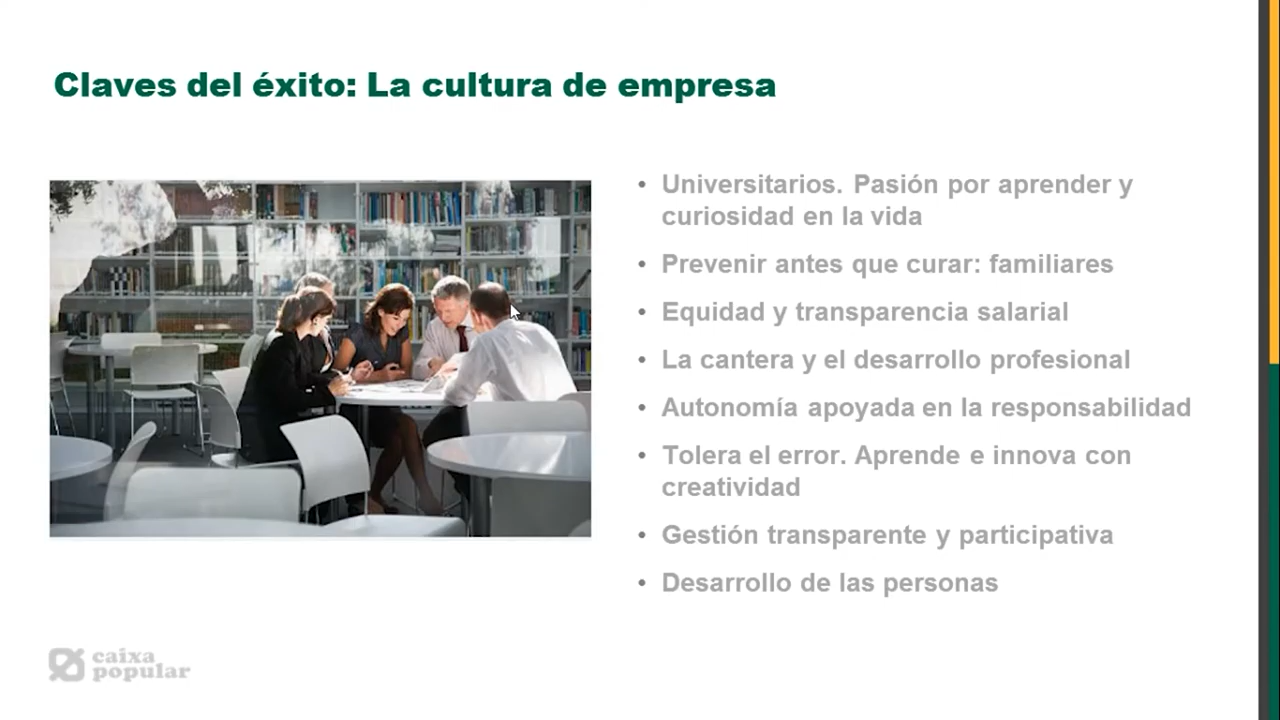 Claves del éxito: La cultura de empresa
• Universitarios. Pasión por aprender y
curiosidad en la vida
• Prevenir antes que curar: familiares
• Equidad y transparencia salarial
• La cantera y el desarrollo profesional
• Autonomía apoyada en la responsabilidad
• Tolera el error. Aprende e innova con
creatividad
• Gestión transparente y participativa
• Desarrollo de las personas
caixa
popular